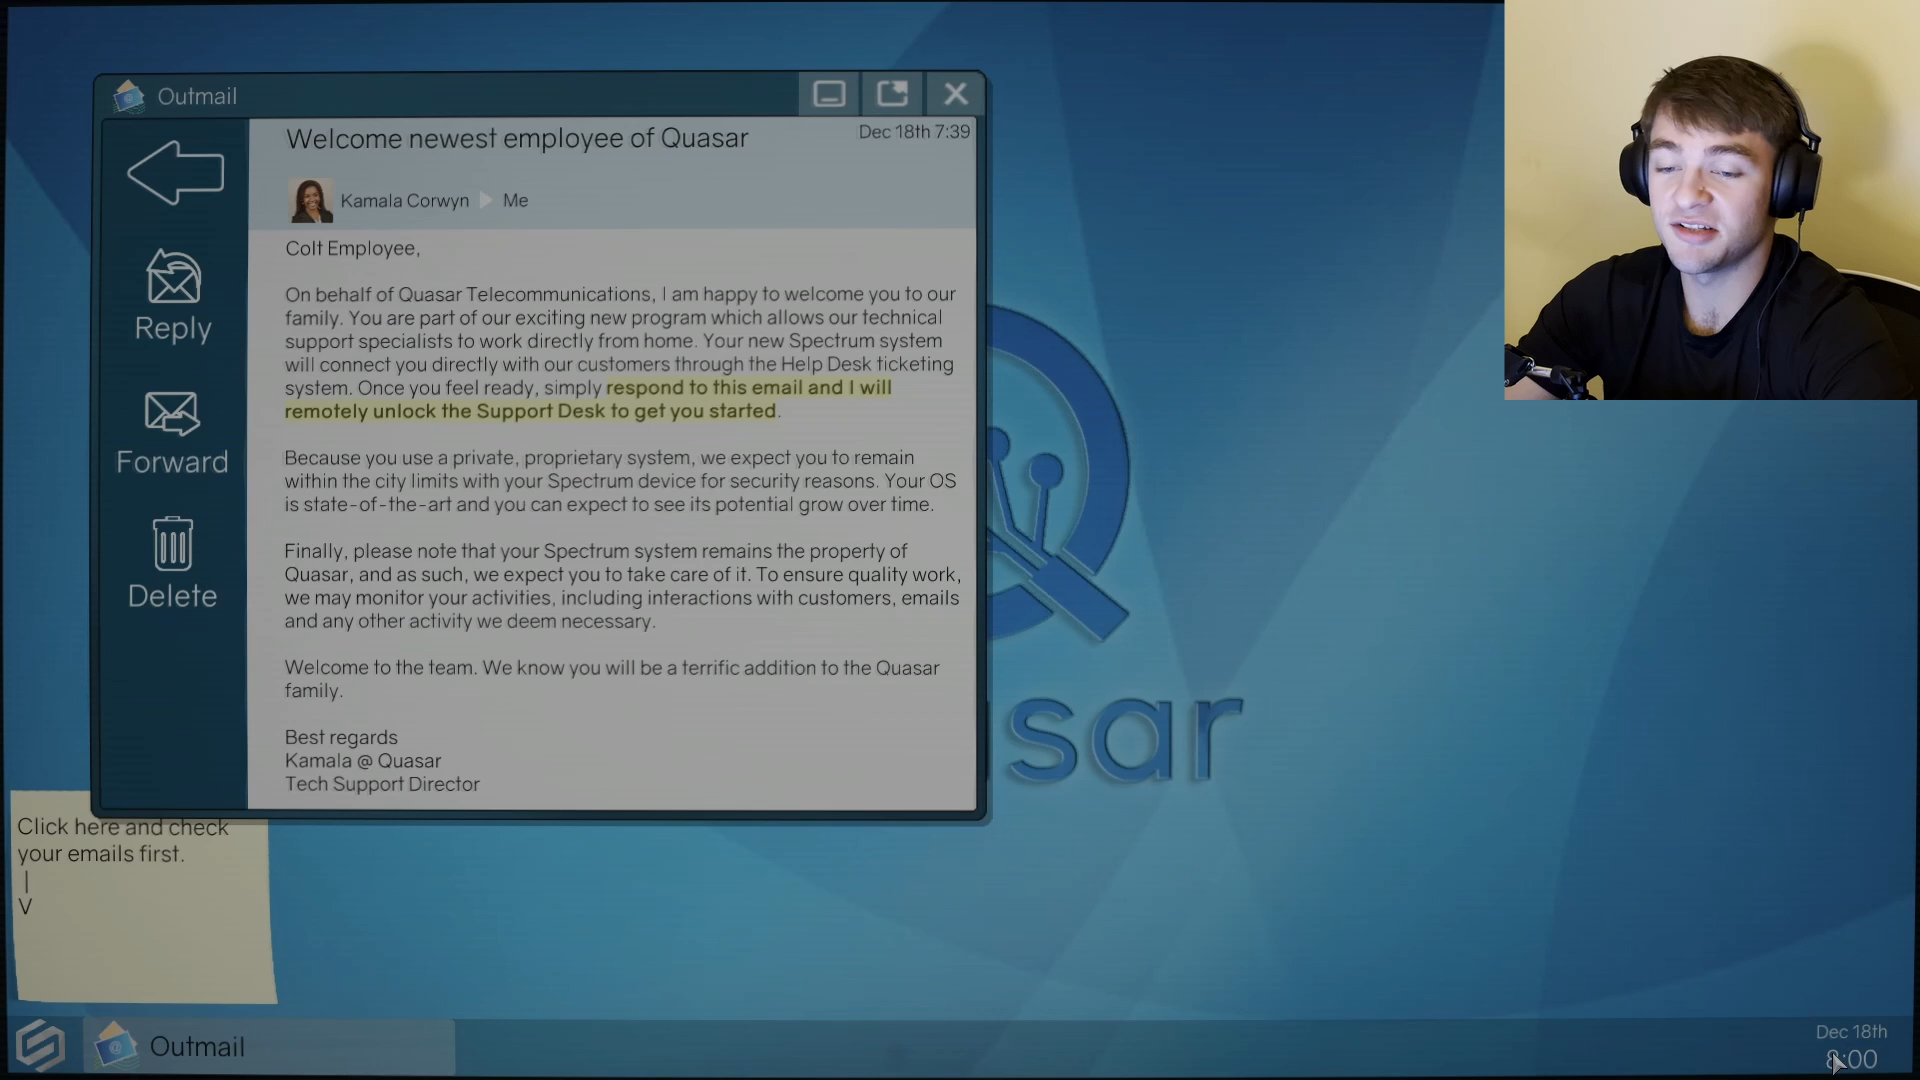 Outmail
Welcome newest employee of Quasar
Dec 18th 7:39
Kamala Corwyn
Me
Reply
Forward
Delete
Colt Employee,
On behalf of Quasar Telecommunications, I am happy to welcome you to our
family. You are part of our exciting new program which allows our technical
support specialists to work directly from home. Your new Spectrum system
will connect you directly with our customers through the Help Desk ticketing
system. Once you feel ready, simply respond to this email and I will
remotely unlock the Support Desk to get you started.
Because you use a private, proprietary system, we expect you to remain
within the city limits with your Spectrum device for security reasons. Your OS
is state-of-the-art and you can expect to see its potential grow over time.
Finally, please note that your Spectrum system remains the property of
Quasar, and as such, we expect you to take care of it. To ensure quality work,
we may monitor your activities, including interactions with customers, emails
and any other activity we deem necessary.
Welcome to the team. We know you will be a terrific addition to the Quasar
family.
Best regards
Kamala @ Quasar
Tech Support Director
sar
Click here and check
your emails first.
|
V
Outmail
Dec 18th
8:00